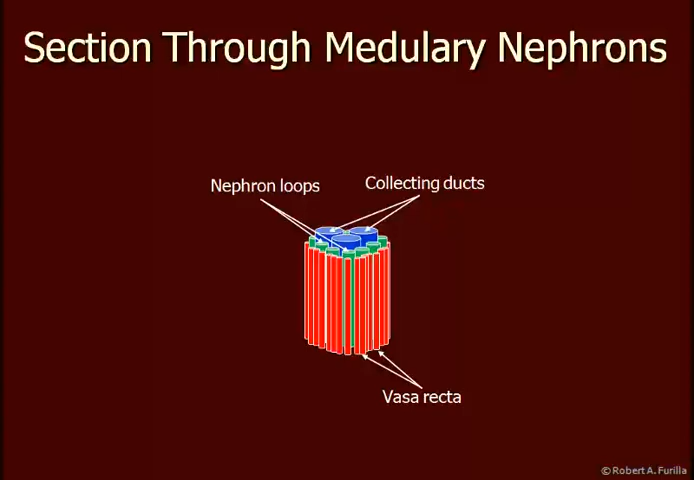 Section Through Medulary Nephrons
Nephron loops
Collecting ducts
Vasa recta
© Robert A. Furilla